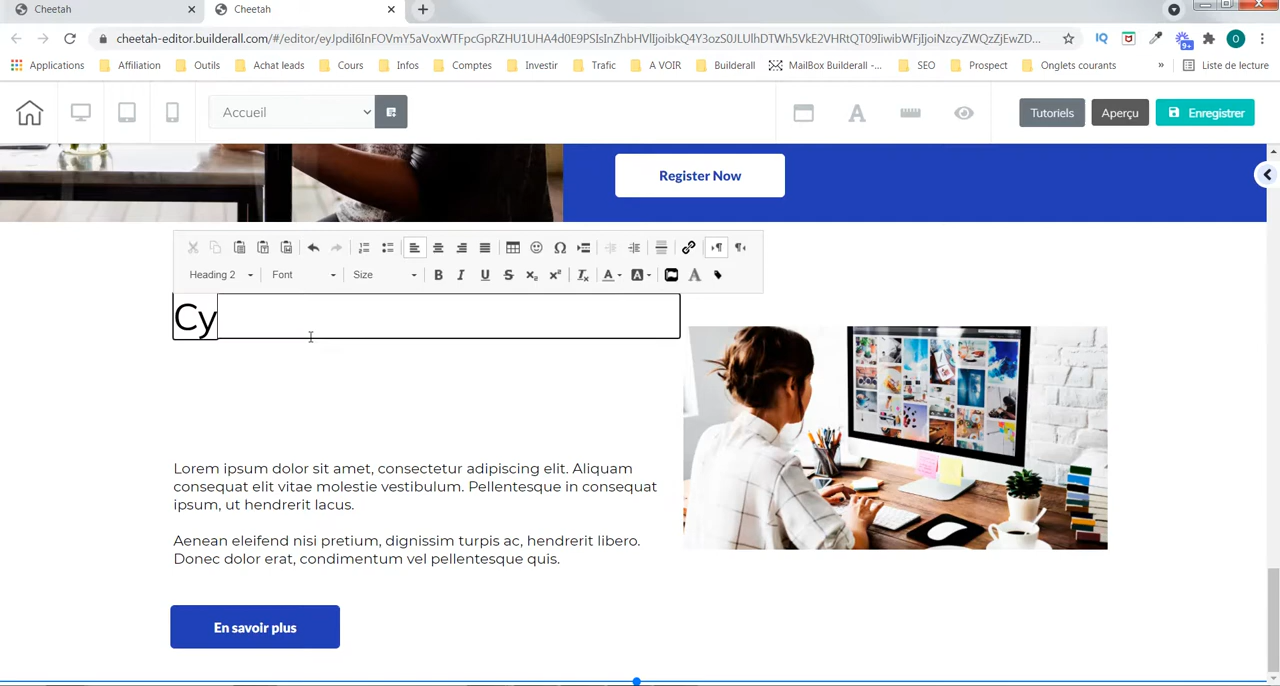 Cheetah
Cheetah
cheetah-editor.builderall.com/#/editor/
Applications
Affiliation
Outils
Achat leads
Cours
Infos
Comptes
Investir
Trafic
A VOIR
Builderall
MailBox Builderall -...
SEO
Prospect
Onglets courants
»
Liste de lecture
Accueil
Tutoriels
Aperçu
Enregistrer
Register Now
Heading 2
Font
Size
Cy
Lorem ipsum dolor sit amet, consectetur adipiscing elit. Aliquam
consequat elit vitae molestie vestibulum. Pellentesque in consequat
ipsum, ut hendrerit lacus.
Aenean eleifend nisi pretium, dignissim turpis ac, hendrerit libero.
Donec dolor erat, condimentum vel pellentesque quis.
En savoir plus